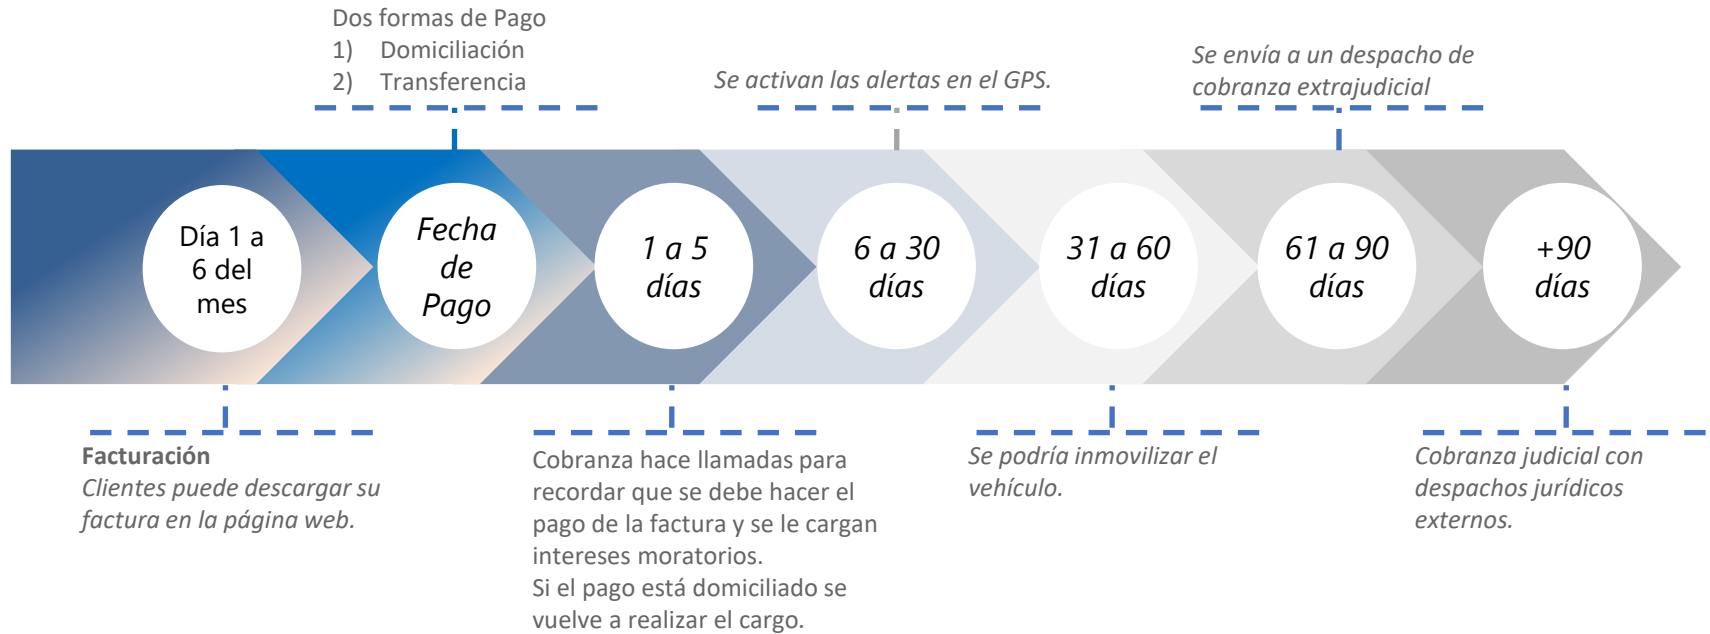 Dos formas de Pago
1) Domiciliación
2) Transferencia
Se activan las alertas en el GPS.
Se envía a un despacho de
cobranza extrajudicial
Día 1 a
6 del
mes
Fecha
de
Pago
1 a 5
días
6 a 30
días
31 a 60
días
61 a 90
días
+90
días
Facturación
Clientes puede descargar su
factura en la página web.
Cobranza hace llamadas para
recordar que se debe hacer el
pago de la factura y se le cargan
intereses moratorios.
Si el pago está domiciliado se
vuelve a realizar el cargo.
Se podría inmovilizar el
vehículo.
Cobranza judicial con
despachos jurídicos
externos.